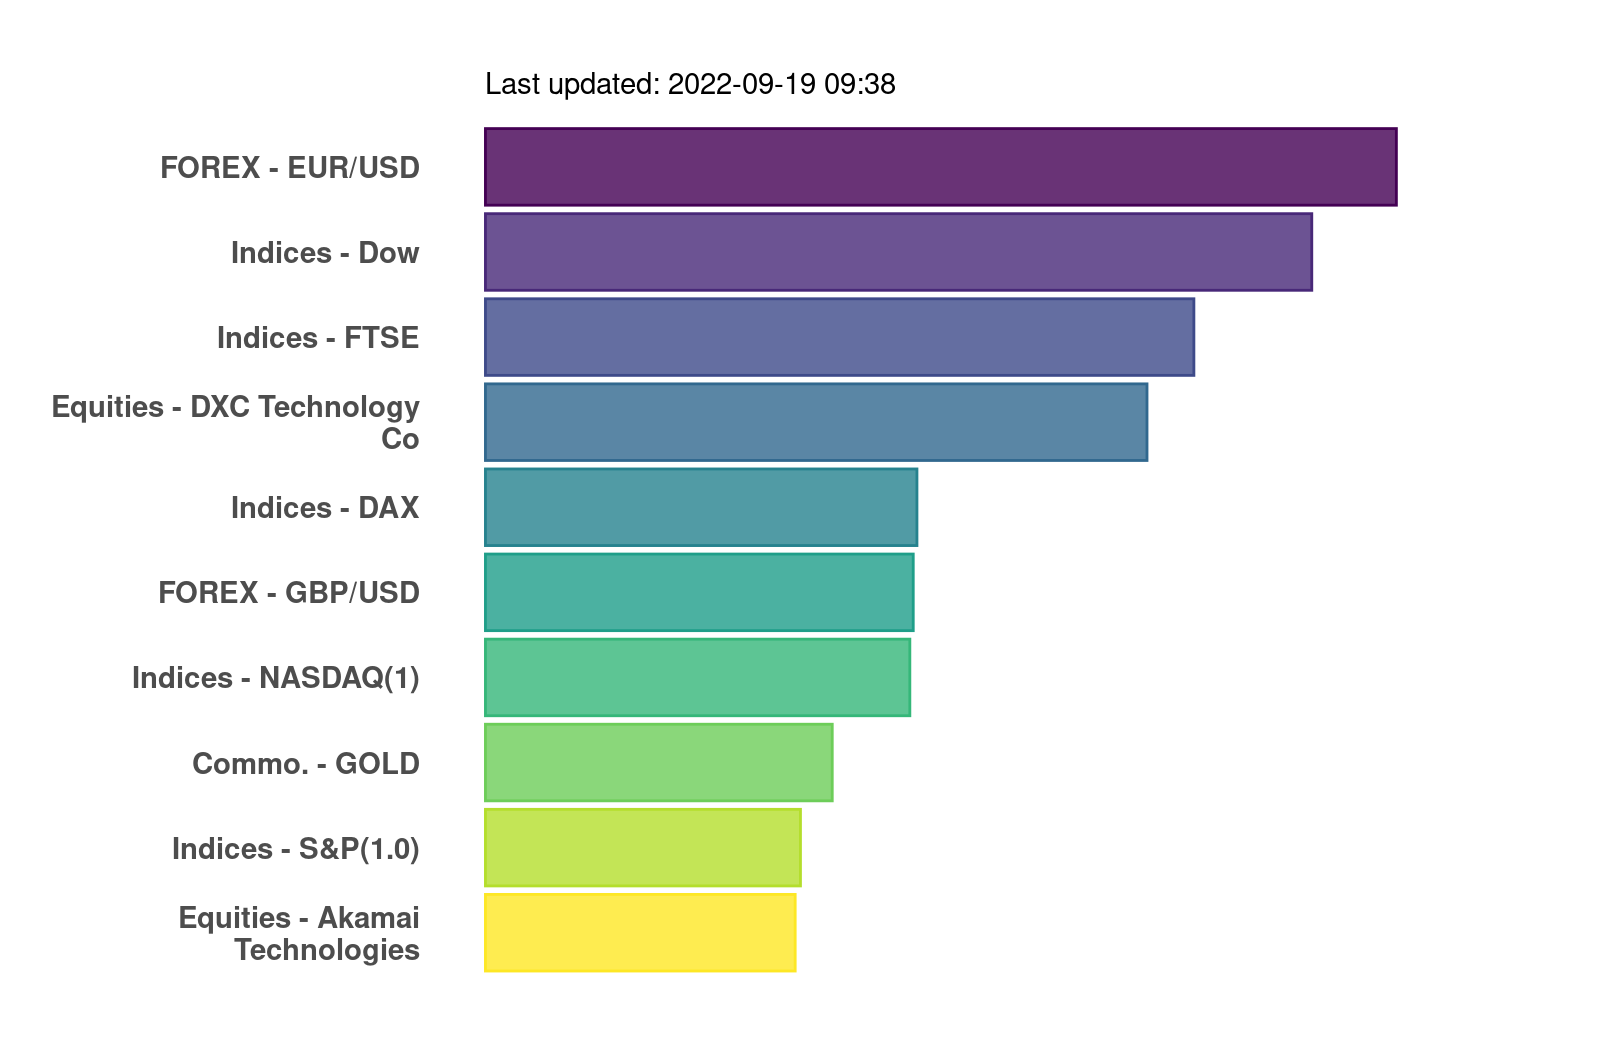 Last updated: 2022-09-19 09:38
FOREX - EUR/USD
Indices - Dow
Indices - FTSE
Equities - DXC Technology
Co
Indices - DAX
FOREX - GBP/USD
Indices - NASDAQ(1)
Commo. - GOLD
Indices - S&P(1.0)
Equities - Akamai
Technologies